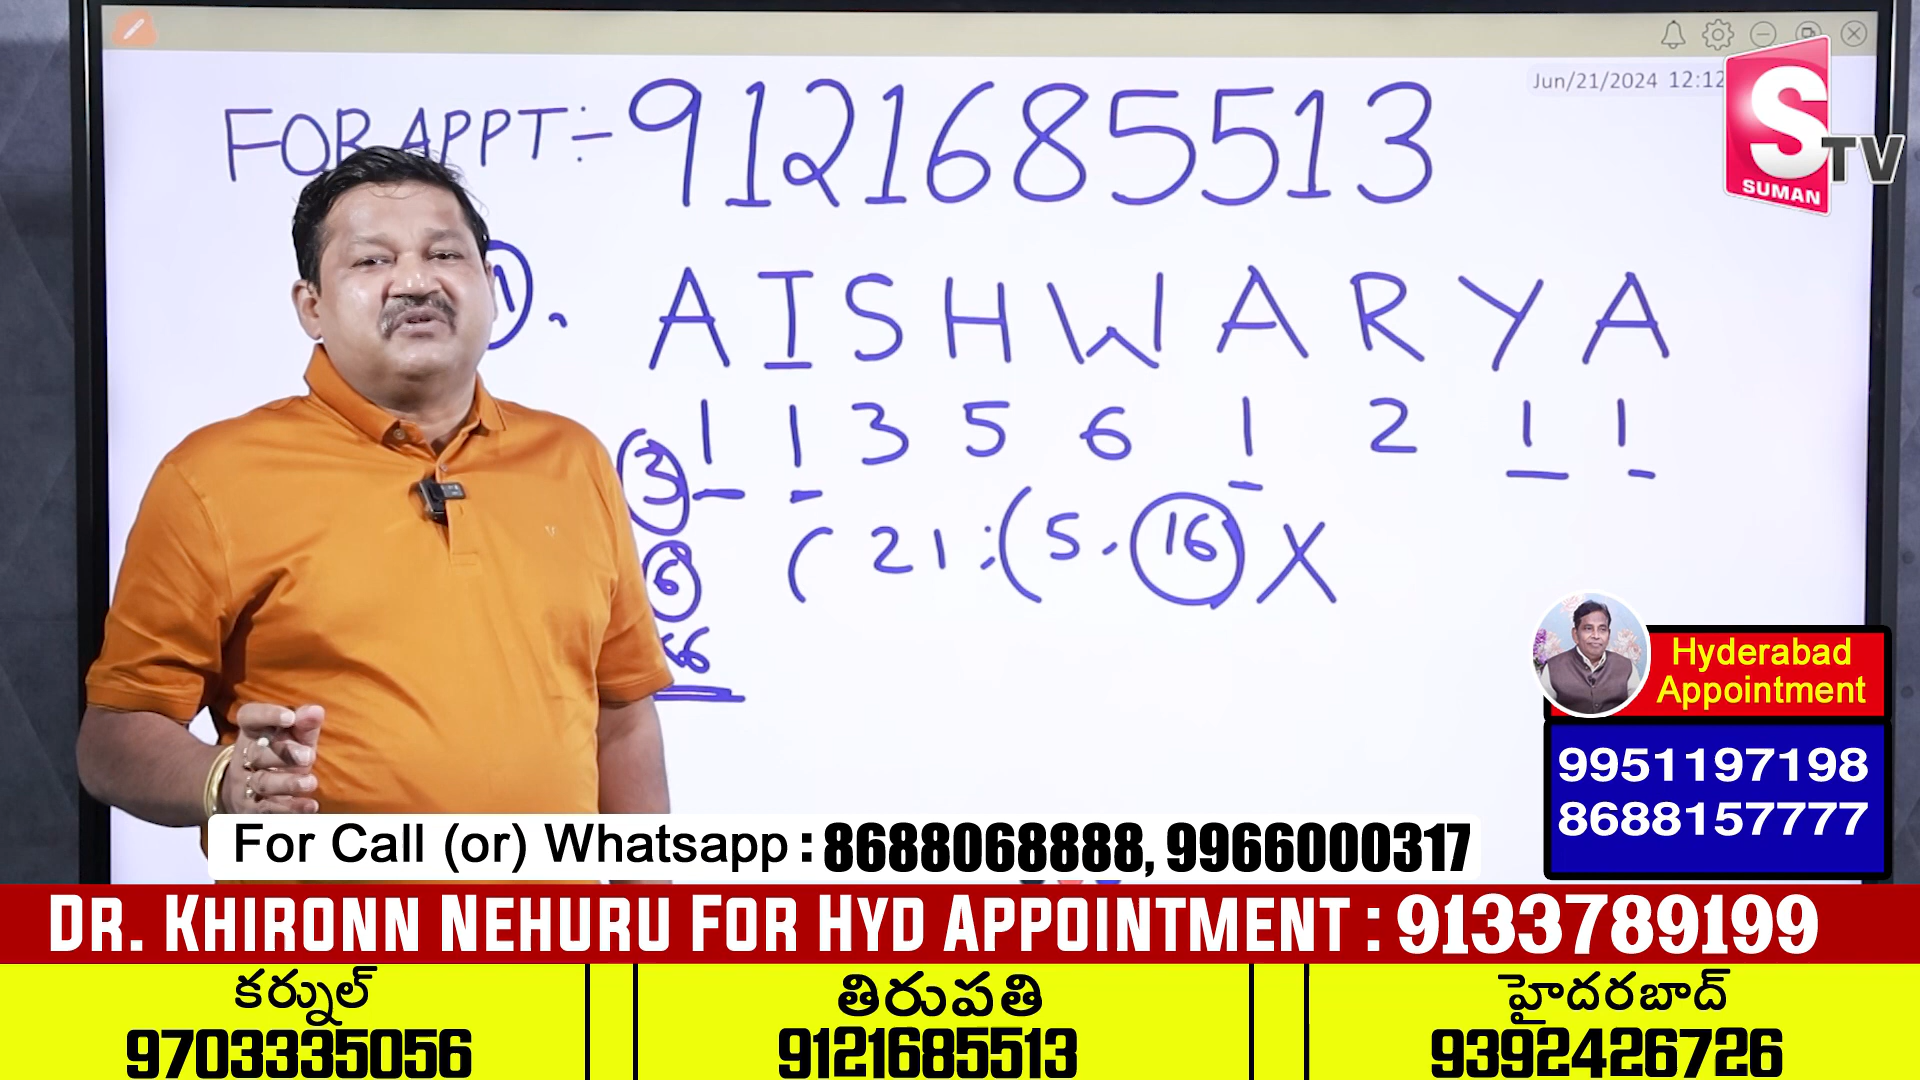 Jun/21/2024 12:12
FOR APPT:- 9121685513
S
TV
SUMAN
1. AISHWARYA
1 1 3 5 6 1 2 1 1
3
( 21 :( 5. 16 X
6
Hyderabad
Appointment
9951197198
8688157777
For Call (or) Whatsapp : 8688068888, 9966000317
DR. KHIRONN NEHURU FOR HYD APPOINTMENT : 9133789199
కర్నుల్ తిరుపతి హైదరబాద్
9703335056 9121685513 9392426726